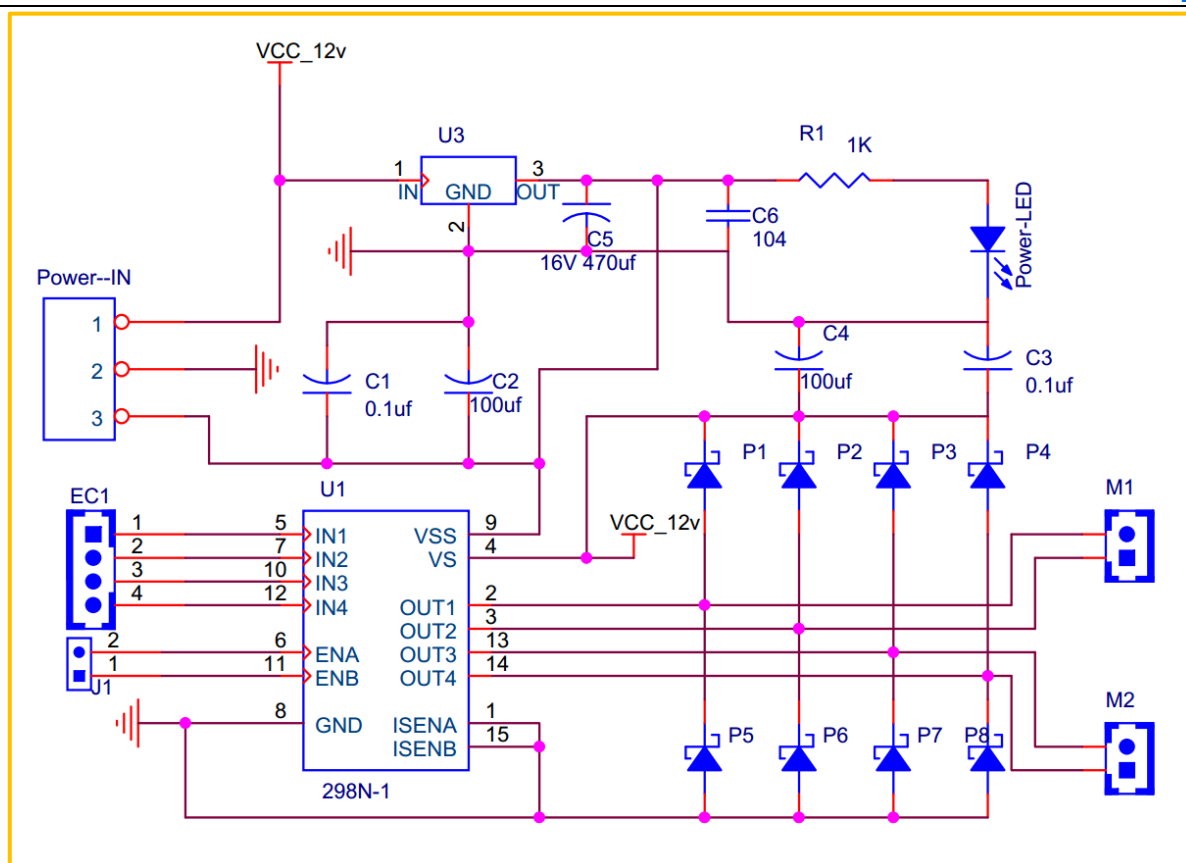 VCC_12v
U3
R1
1K
1
IN
GND
3
OUT
2
C5
16V 470uf
C6
104
Power-LED
Power--IN
1
2
3
C1
0.1uf
C2
100uf
C4
100uf
C3
0.1uf
P1
P2
P3
P4
EC1
1
2
3
4
U1
5
IN1
7
IN2
10
IN3
12
IN4
6
ENA
11
ENB
8
GND
VSS
9
VS
4
OUT1
2
OUT2
3
OUT3
13
OUT4
14
ISENA
1
ISENB
15
298N-1
VCC_12v
2
1
J1
M1
M2
P5
P6
P7
P8